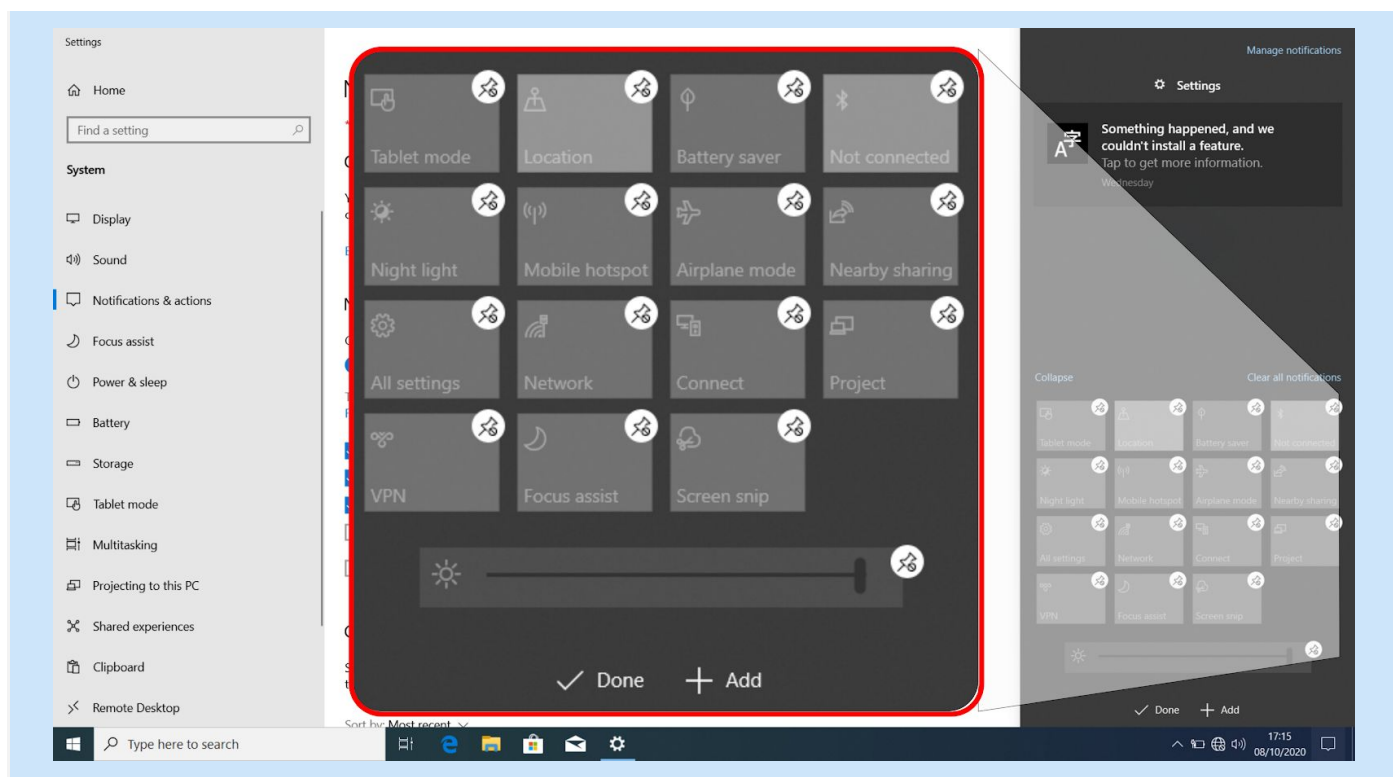 Settings
Home
Find a setting
System
Display
Sound
Notifications & actions
Focus assist
Power & sleep
Battery
Storage
Tablet mode
Multitasking
Projecting to this PC
Shared experiences
Clipboard
Remote Desktop
Tablet mode Location Battery saver Not connected
Night light Mobile hotspot Airplane mode Nearby sharing
All settings Network Connect Project
VPN Focus assist Screen snip
Done Add
Sort by: Most recent
Manage notifications
Settings
字
A
Something happened, and we
couldn't install a feature.
Tap to get more information.
Wednesday
Collapse Clear all notifications
Tablet mode Location Battery saver Not connected
Night light Mobile hotspot Airplane mode Nearby sharing
All settings Network Connect Project
VPN Focus assist Screen snip
Done Add
Type here to search
17:15
08/10/2020